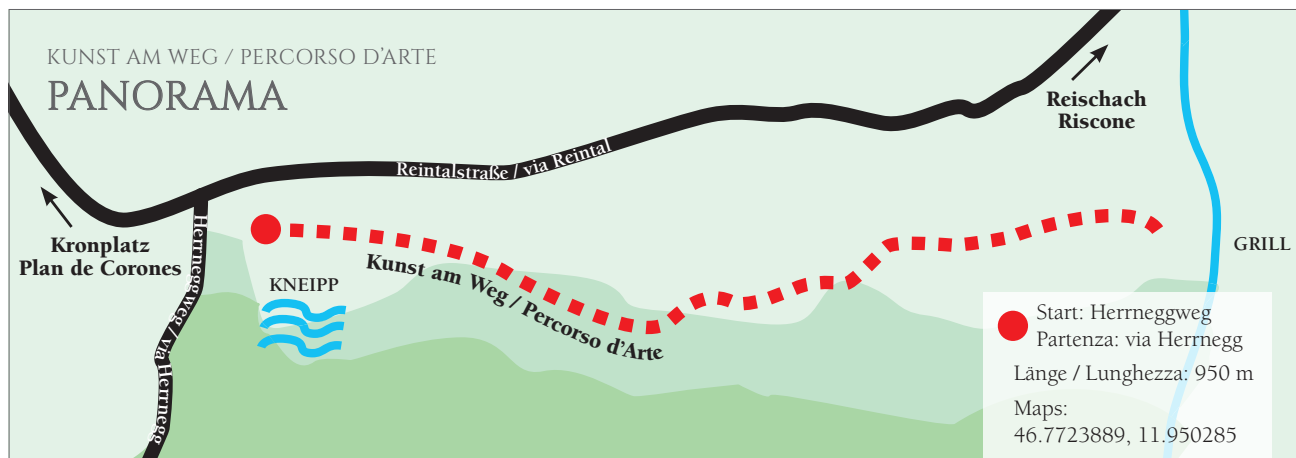 KUNST AM WEG / PERCORSO D'ARTE
PANORAMA
Reischach
Riscone
Reintalstraße / via Reintal
Kronplatz
Plan de Corones
Herrneggweg / via Herrnegg
KNEIPP
Kunst am Weg / Percorso d'Arte
GRILL
Start: Herrneggweg
Partenza: via Herrnegg
Länge / Lunghezza: 950 m
Maps:
46.7723889, 11.950285